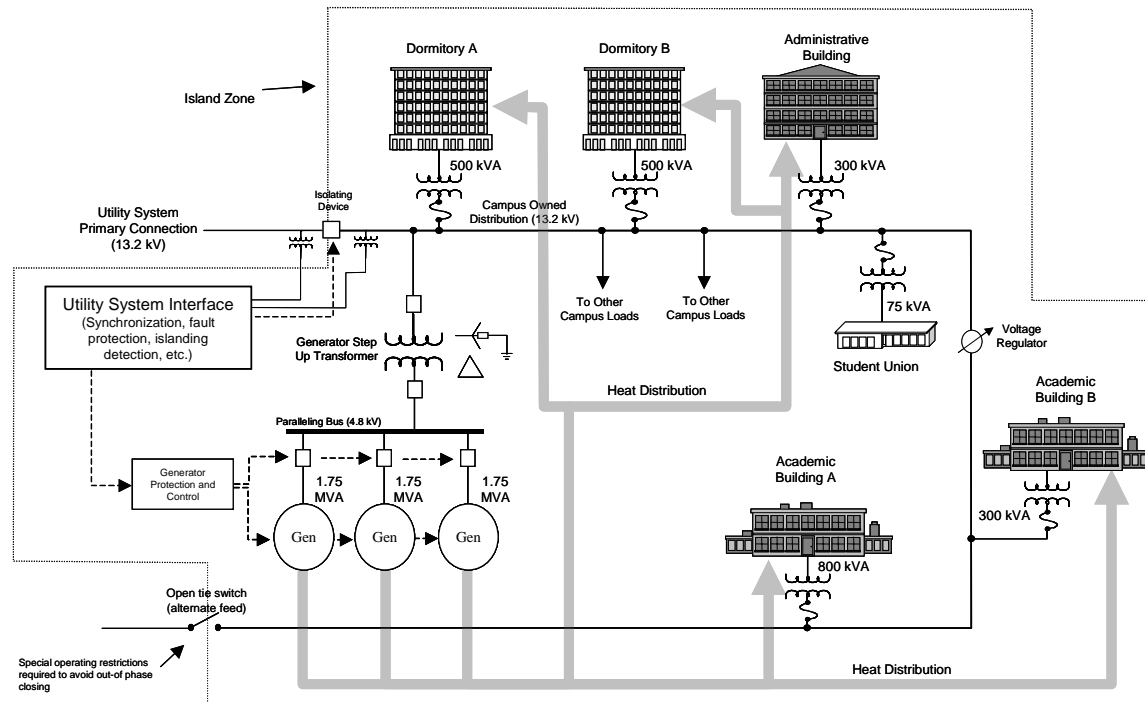 Dormitory A
Dormitory B
Administrative
Building
Island Zone
500 kVA
500 kVA
300 kVA
Isolating
Device
Utility System
Primary Connection
(13.2 kV)
Campus Owned
Distribution (13.2 kV)
To Other
Campus Loads
To Other
Campus Loads
75 kVA
Student Union
Voltage
Regulator
Utility System Interface
(Synchronization, fault
protection, islanding
detection, etc.)
Generator Step
Up Transformer
Heat Distribution
Academic
Building B
Paralleling Bus (4.8 kV)
Generator
Protection and
Control
1.75
MVA
1.75
MVA
1.75
MVA
Gen
Gen
Gen
Academic
Building A
300 kVA
800 kVA
Open tie switch
(alternate feed)
Special operating restrictions
required to avoid out-of phase
closing
Heat Distribution